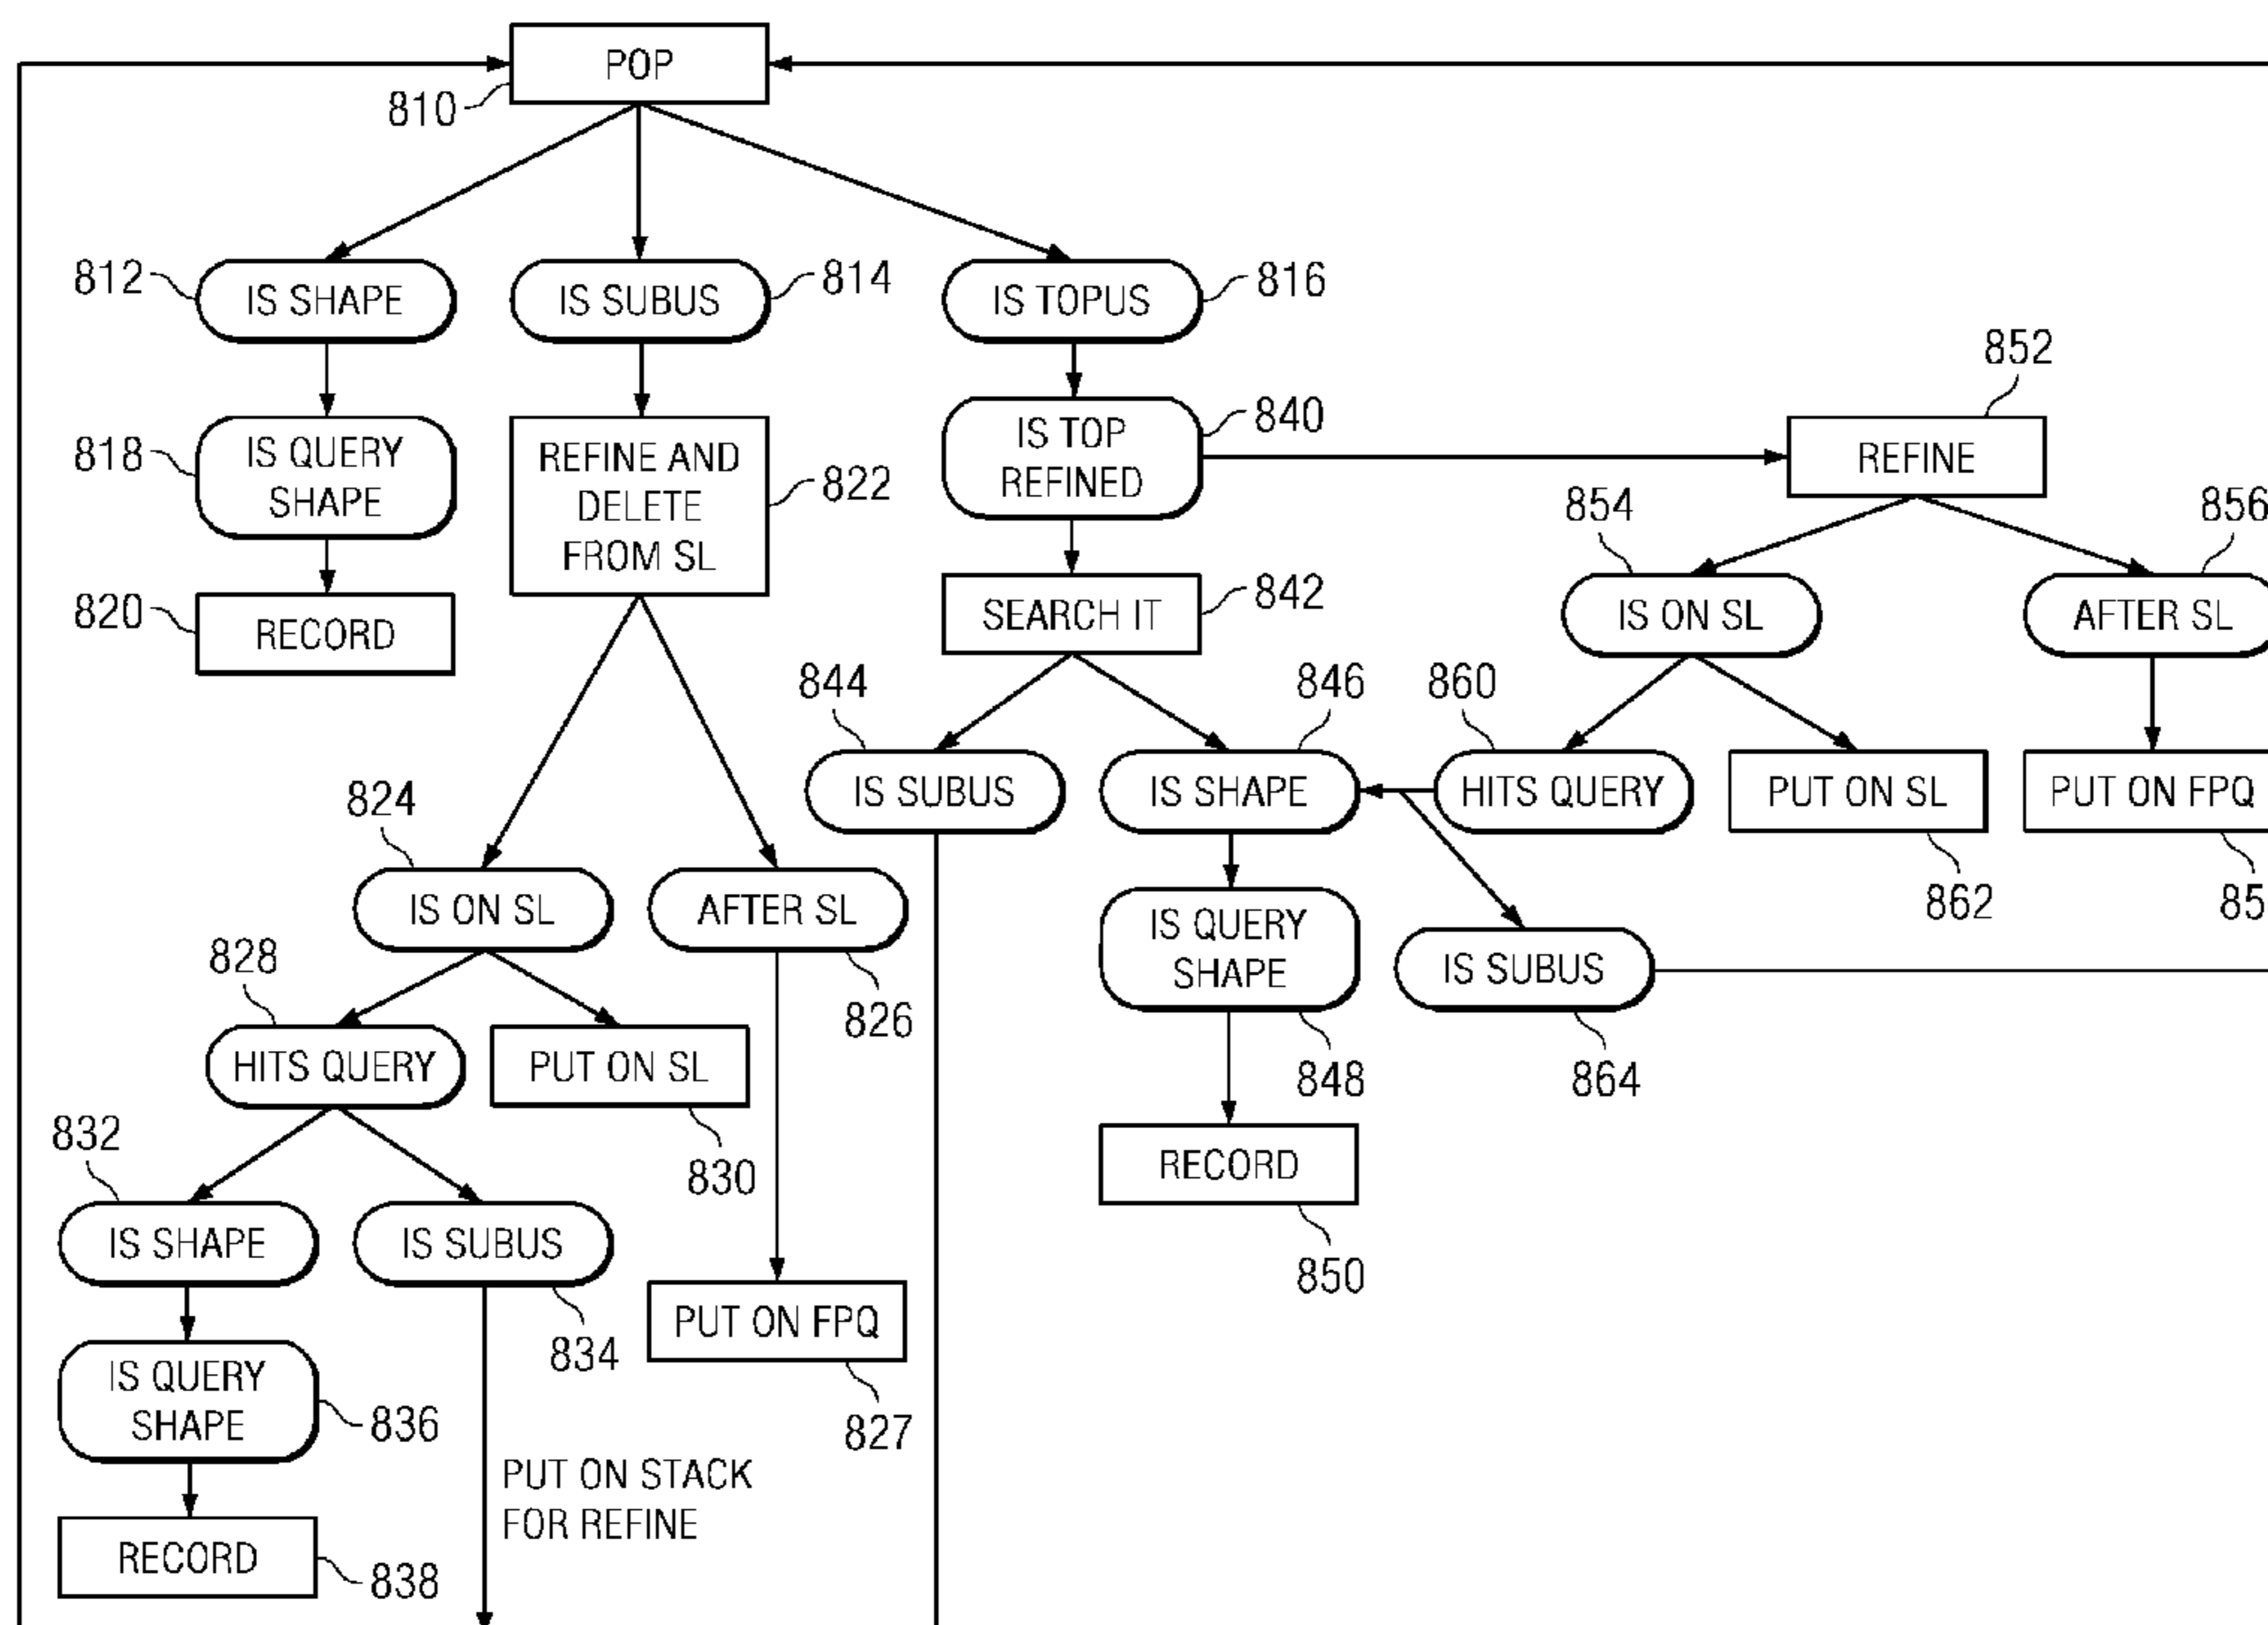 POP
810
812
IS SHAPE
IS SUBUS
814
IS TOPUS
816
852
818
IS QUERY
SHAPE
REFINE AND
DELETE
FROM SL
822
IS TOP
REFINED
840
REFINE
854
856
820
RECORD
SEARCH IT
842
IS ON SL
AFTER SL
844
846
860
IS SUBUS
IS SHAPE
HITS QUERY
PUT ON SL
PUT ON FPQ
824
862
85
IS ON SL
AFTER SL
IS QUERY
SHAPE
IS SUBUS
828
826
848
864
HITS QUERY
PUT ON SL
832
830
RECORD
850
IS SHAPE
IS SUBUS
834
PUT ON FPQ
827
IS QUERY
SHAPE
836
PUT ON STACK
FOR REFINE
RECORD
838